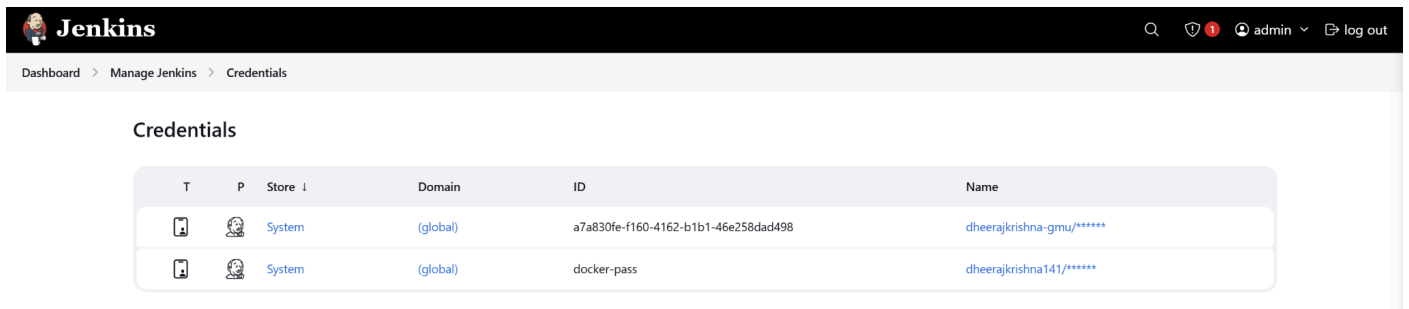 Jenkins
1 admin log out
Dashboard > Manage Jenkins > Credentials
Credentials
T P Store ↓ Domain ID Name
System (global) a7a830fe-f160-4162-b1b1-46e258dad498 dheerajkrishna-gmu/******
System (global) docker-pass dheerajkrishna141/******